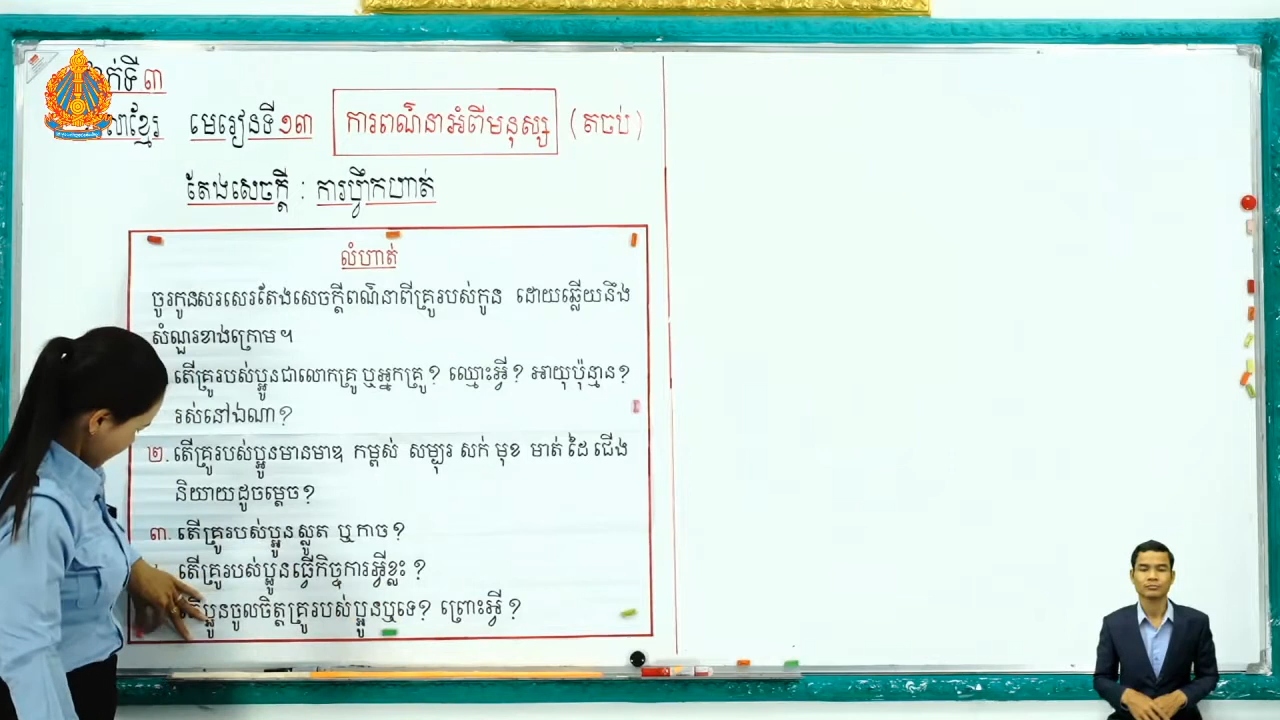 ទី ៣
ខ្មែរ មេរៀនទី ១៣ ការពណ៌នាអំពីមនុស្ស (តចប់)
តែងសេចក្ដី : ការហ្វឹកហាត់
លំហាត់
ចូរកូនសរសេរតែងសេចក្ដីពណ៌នាពីគ្រូរបស់កូន ដោយឆ្លើយនឹង
សំណួរខាងក្រោម។
តើគ្រូរបស់ប្អូនជាលោកគ្រូ ឬអ្នកគ្រូ? ឈ្មោះអ្វី? អាយុប៉ុន្មាន?
រស់នៅឯណា?
២. តើគ្រូរបស់ប្អូនមានមាឌ កម្ពស់ សម្បុរ សក់ មុខ មាត់ ដៃ ជើង
និយាយដូចម្ដេច?
៣. តើគ្រូរបស់ប្អូនស្លូត ឬកាច?
តើគ្រូរបស់ប្អូនធ្វើកិច្ចការអ្វីខ្លះ?
តើប្អូនចូលចិត្តគ្រូរបស់ប្អូនឬទេ? ព្រោះអ្វី?